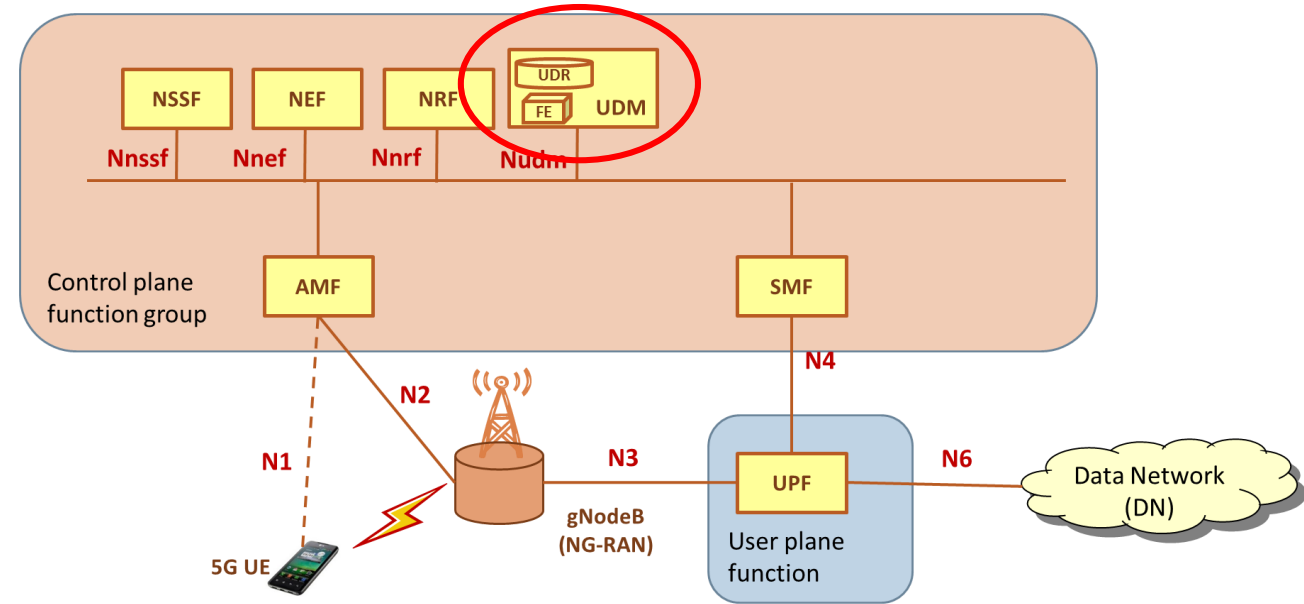 UDR
NSSF
NEF
NRF
FE
UDM
Nnssf
Nnef
Nnrf
Nudm
Control plane
function group
AMF
SMF
N4
N2
N1
N3
N6
UPF
Data Network
(DN)
gNodeB
(NG-RAN)
User plane
function
5G UE